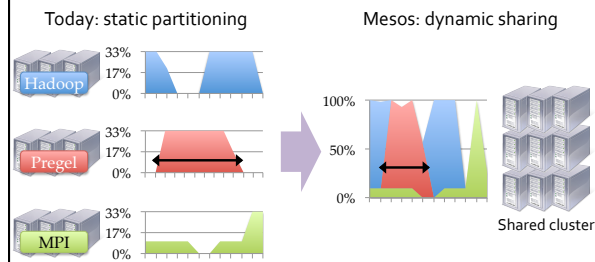 Today: static partitioning
Mesos: dynamic sharing
33%
17%
0%
Hadoop
33%
17%
0%
Pregel
33%
17%
0%
MPI
100%
50%
0%
Shared cluster